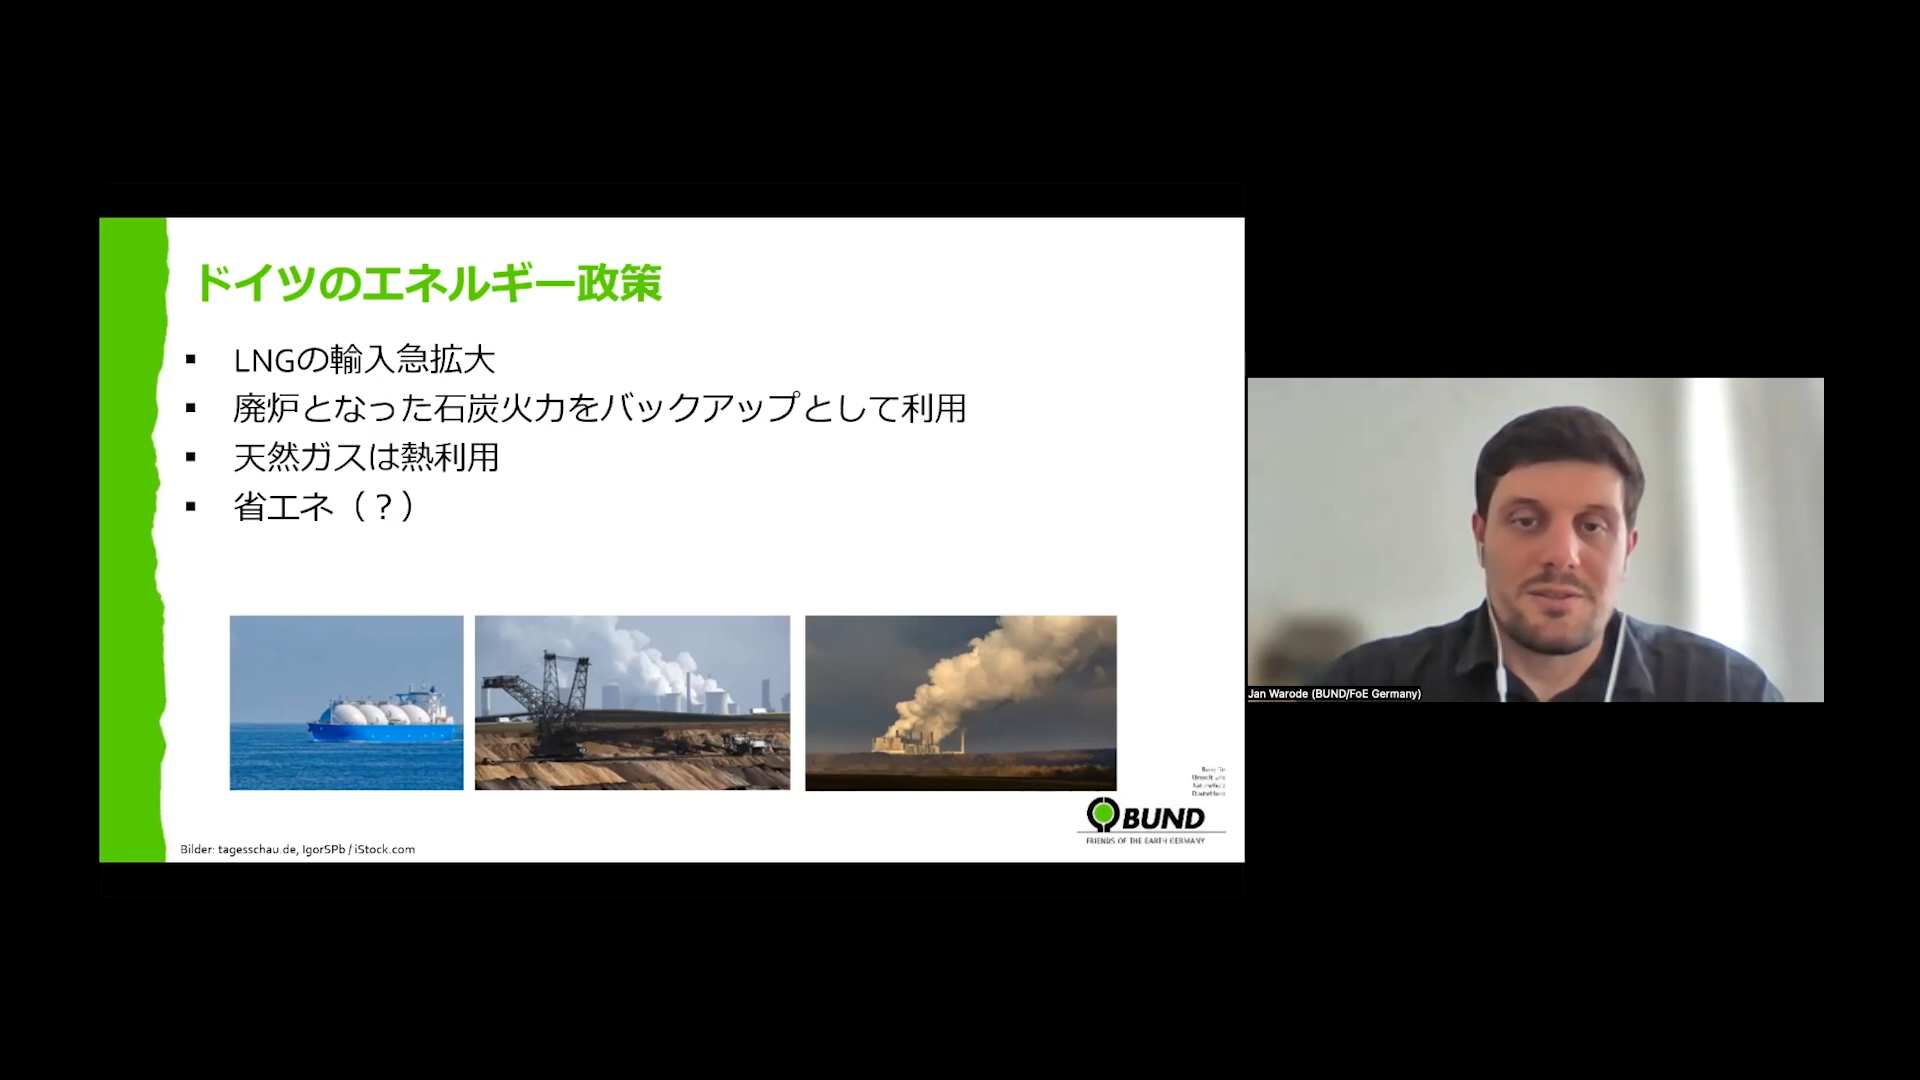 ドイツのエネルギー政策
▪ LNGの輸入急拡大
▪ 廃炉となった石炭火力をバックアップとして利用
▪ 天然ガスは熱利用
▪ 省エネ（？）
Bilder: tagesschau.de, IgorSPb / iStock.com
BUND
FRIENDS OF THE EARTH GERMANY
Jan Warode (BUND/FoE Germany)